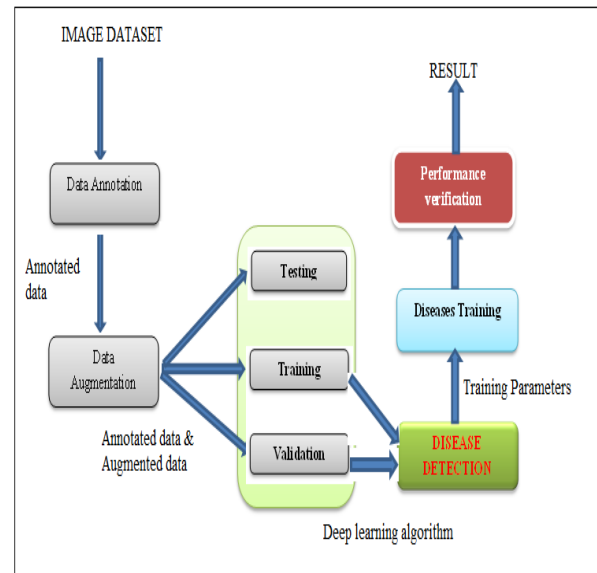 IMAGE DATASET
Data Annotation
Annotated
data
Data
Augmentation
Annotated data &
Augmented data
Testing
Training
Validation
Deep learning algorithm
DISEASE
DETECTION
Training Parameters
Diseases Training
Performance
verification
RESULT